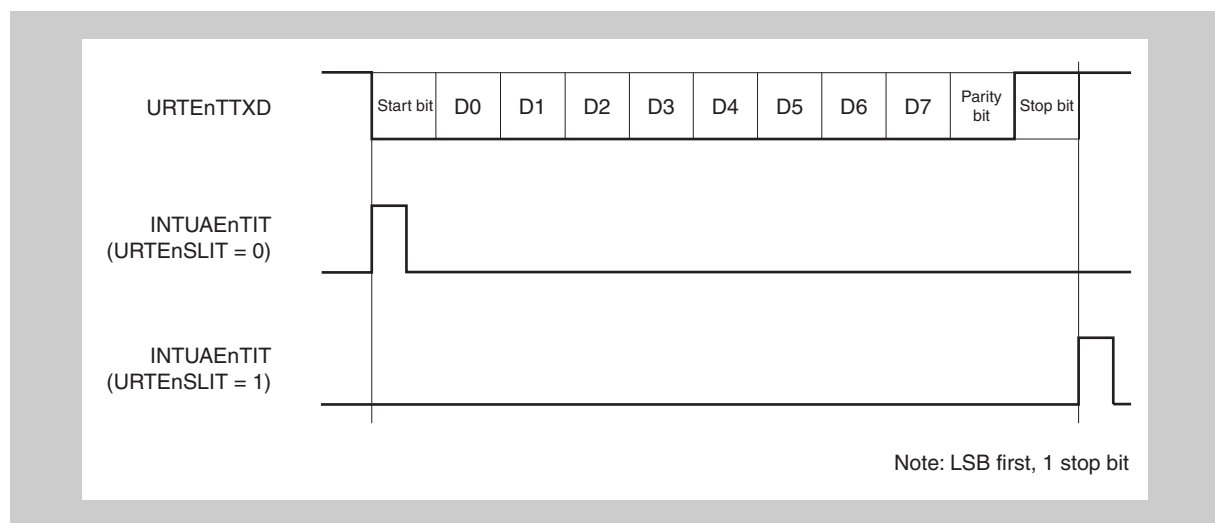 URTEnTTXD
Start bit D0 D1 D2 D3 D4 D5 D6 D7 Parity bit Stop bit
INTUAEnTIT
(URTEnSLIT = 0)
INTUAEnTIT
(URTEnSLIT = 1)
Note: LSB first, 1 stop bit